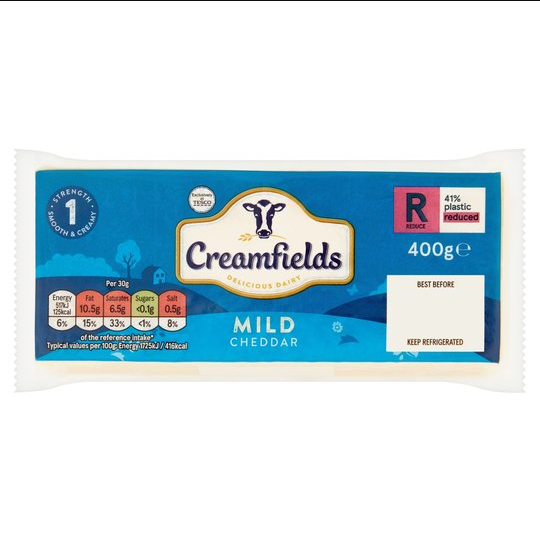 STRENGTH
1
SMOOTH & CREAMY
Exclusively
at
TESCO
Creamfields
DELICIOUS DAIRY
MILD
CHEDDAR
R
REDUCE
41%
plastic
reduced
400g℮
BEST BEFORE
KEEP REFRIGERATED
Per 30g
Energy Fat Saturates Sugars Salt
517kJ
125kcal 10.5g 6.5g <0.1g 0.5g
6% 15% 33% <1% 8%
of the reference intake*
Typical values per 100g: Energy 1725kJ / 416kcal